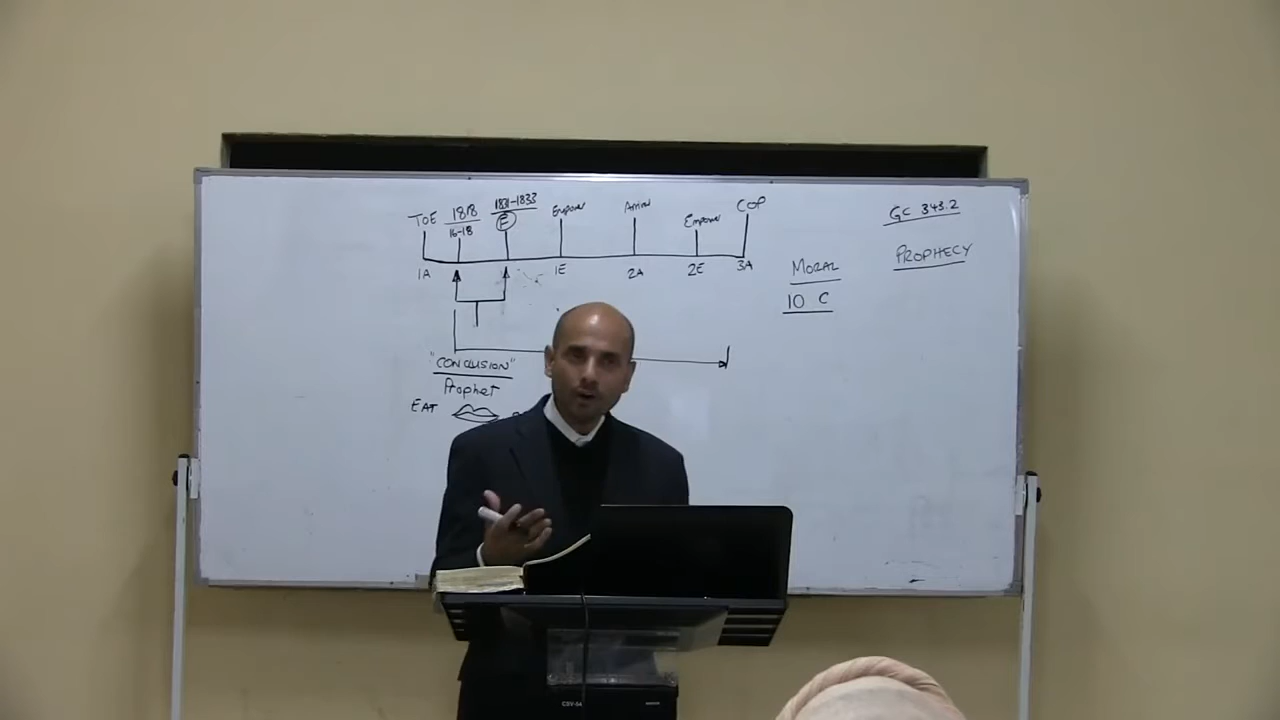 TOE 1818 1831-1833 Empower Arrival Empower COP
16-18 E
1A 1E 2A 2E 3A
"CONCLUSION"
Prophet
EAT
MORAL
10 C
GC 343.2
PROPHECY